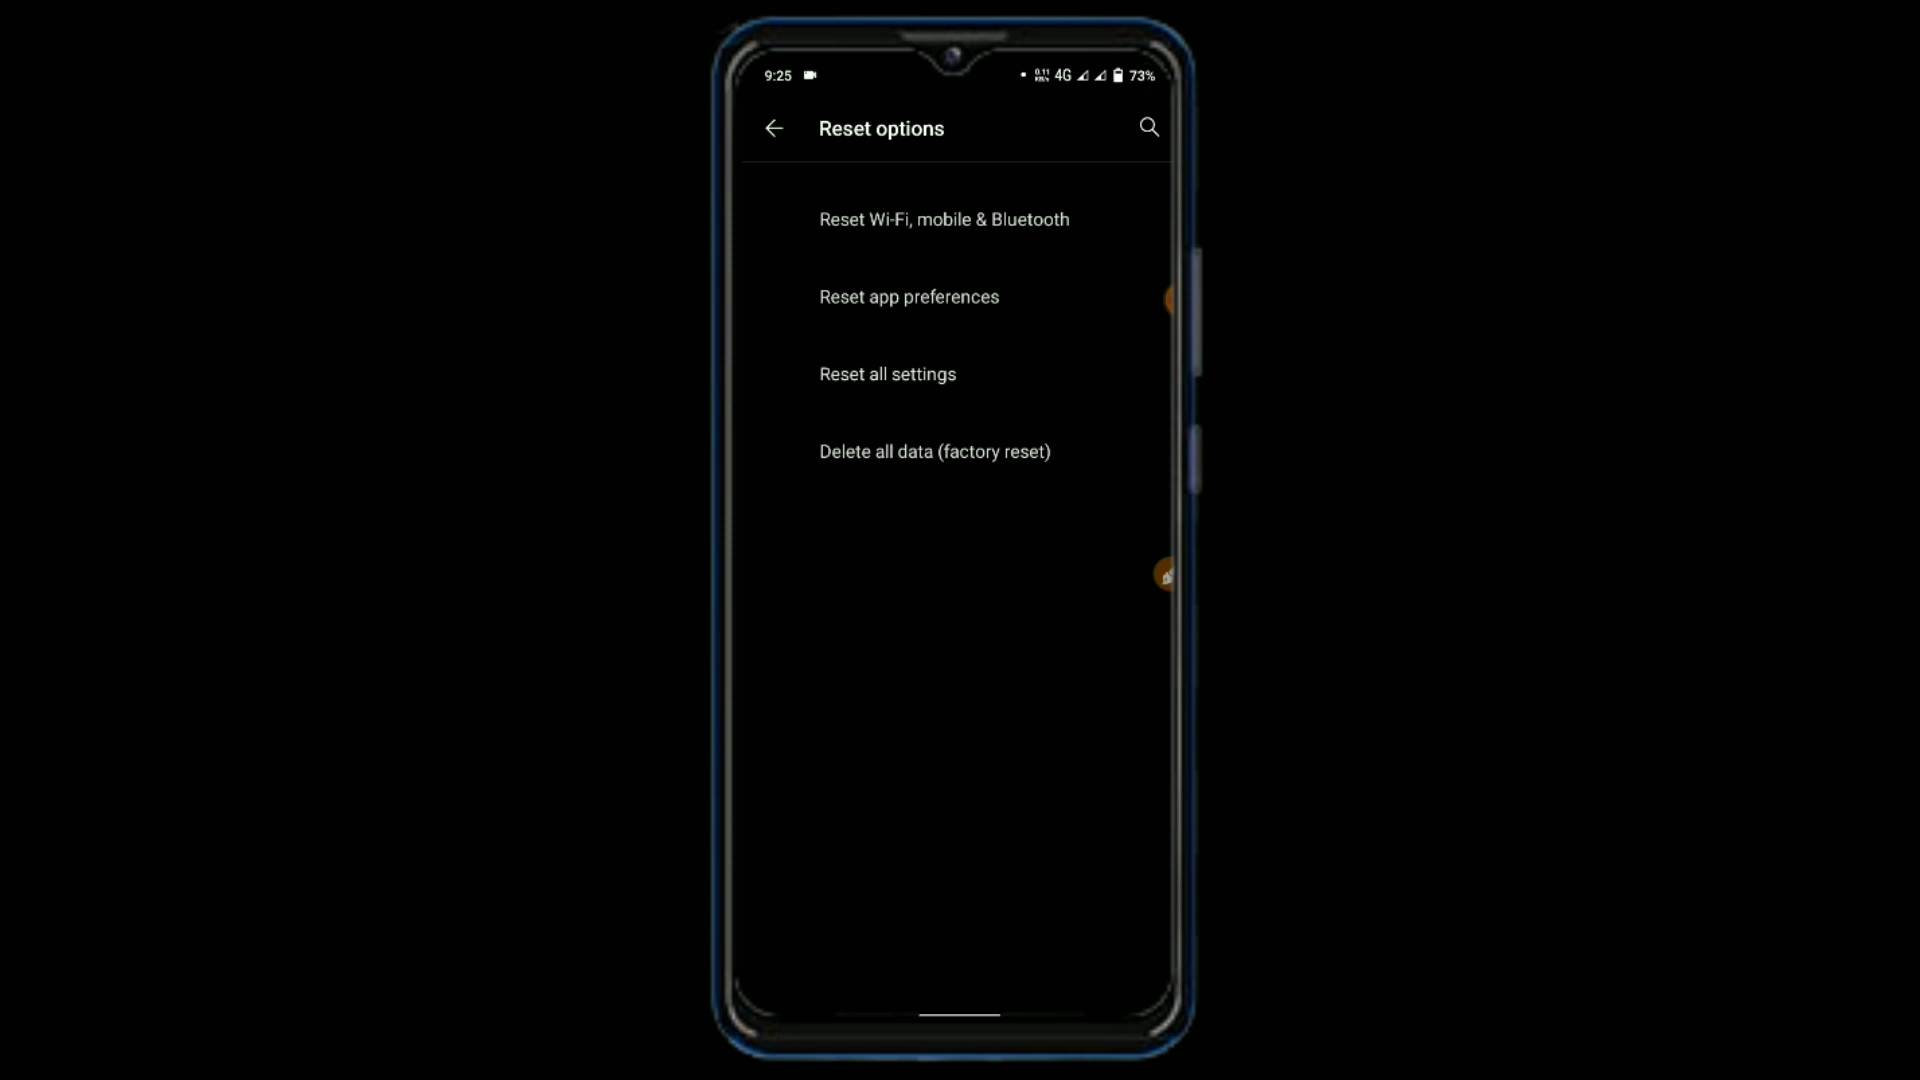 9:25
4G 73%
Reset options
Reset Wi-Fi, mobile & Bluetooth
Reset app preferences
Reset all settings
Delete all data (factory reset)